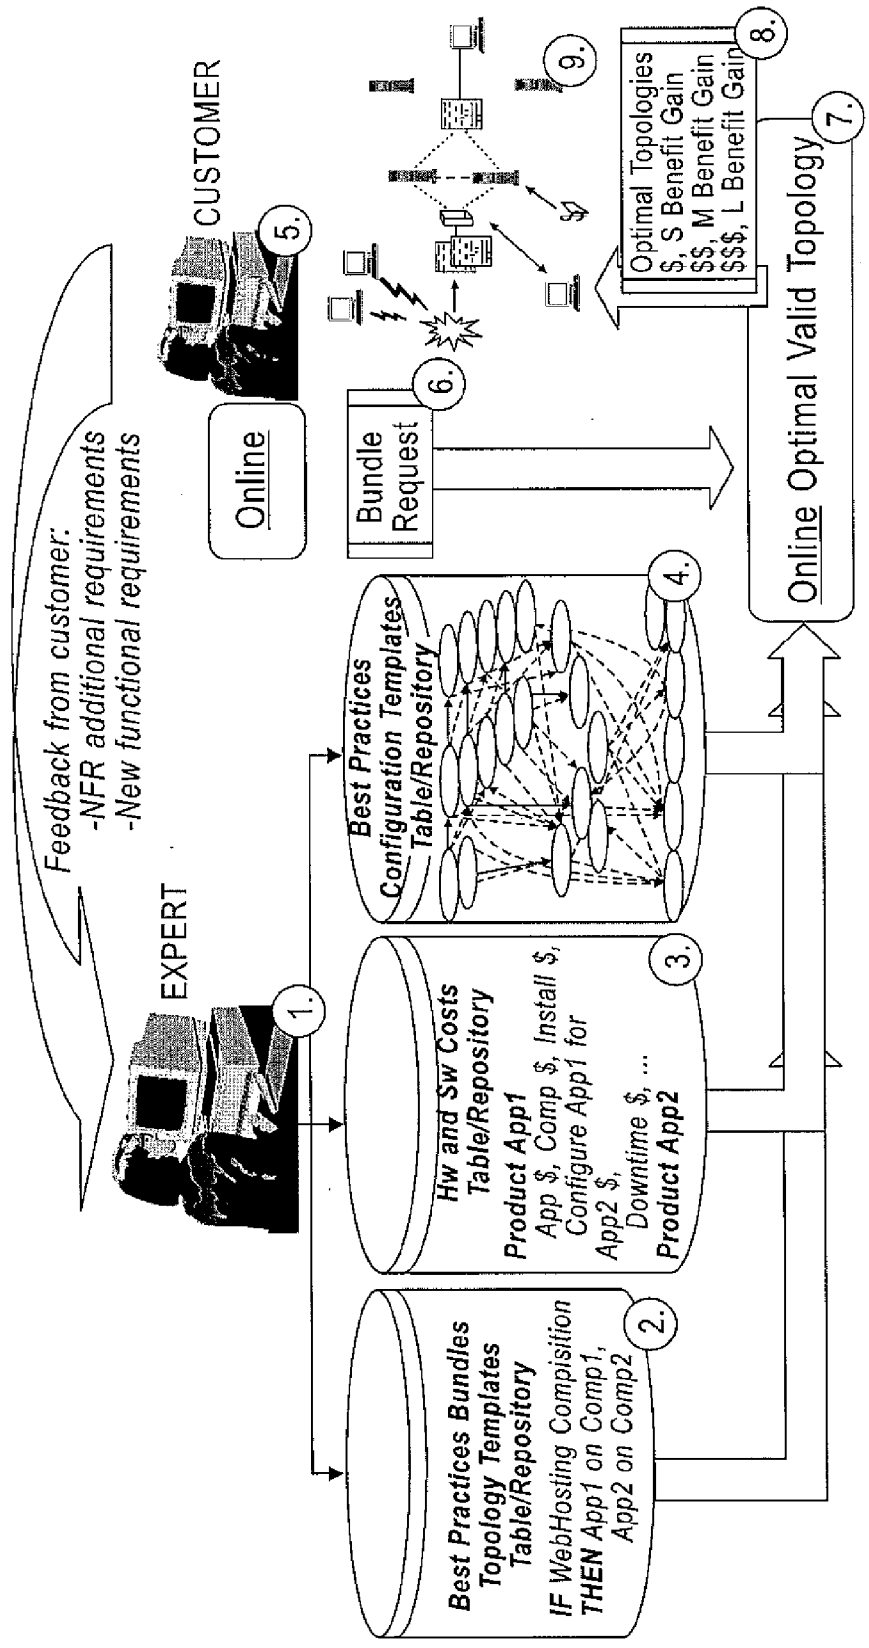 Feedback from customer:
-NFR additional requirements
-New functional requirements
EXPERT
1.
CUSTOMER
5.
Online
Best Practices Bundles
Topology Templates
Table/Repository
IF WebHosting Compisition
THEN App1 on Comp1,
App2 on Comp2
2.
Hw and Sw Costs
Table/Repository
Product App1
App $, Comp $, Install $,
Configure App1 for
App2 $,
Downtime $, ...
Product App2
3.
Best Practices
Configuration Templates
Table/Repository
4.
Bundle
Request
6.
$
9.
Optimal Topologies
$, S Benefit Gain
$$, M Benefit Gain
$$$, L Benefit Gain
8.
Online Optimal Valid Topology
7.